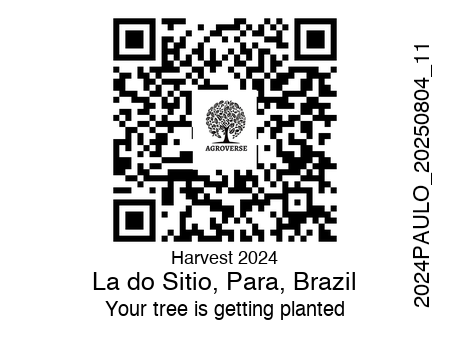 AGROVERSE
Harvest 2024
La do Sitio, Para, Brazil
Your tree is getting planted
2024PAULO_20250804_11